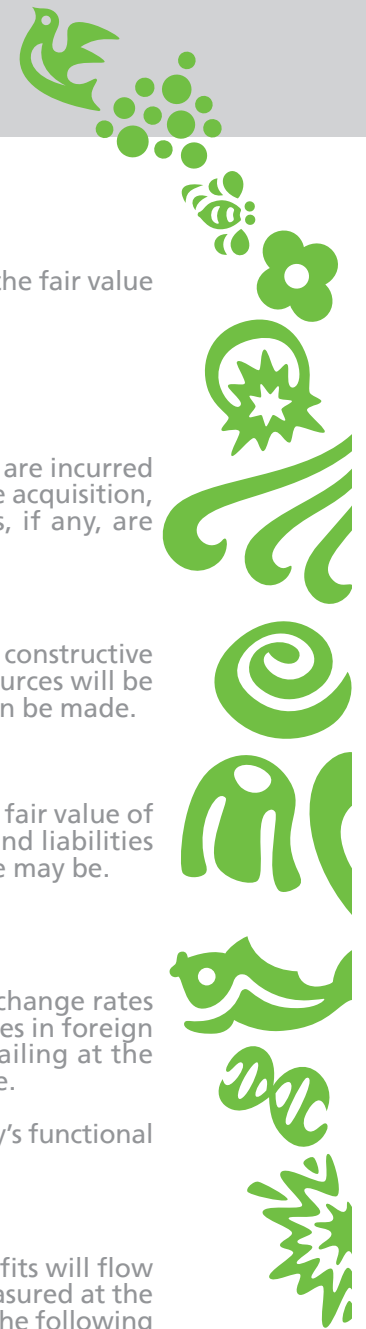 the fair value
are incurred
e acquisition,
s, if any, are
constructive
urces will be
n be made.
fair value of
nd liabilities
e may be.
change rates
es in foreign
ailing at the
e.
y's functional
fits will flow
asured at the
he following